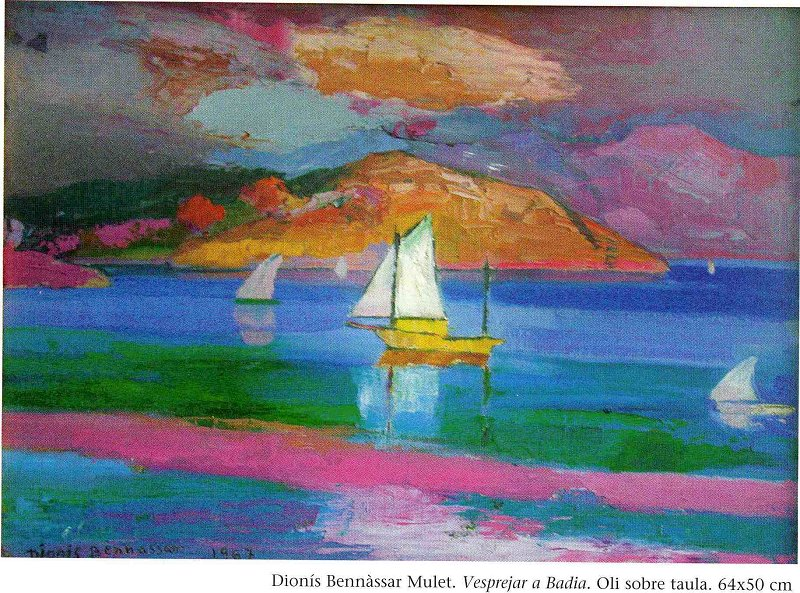 Dionís Bennàssar 1967
Dionís Bennàssar Mulet. Vesprejar a Badia. Oli sobre taula. 64x50 cm